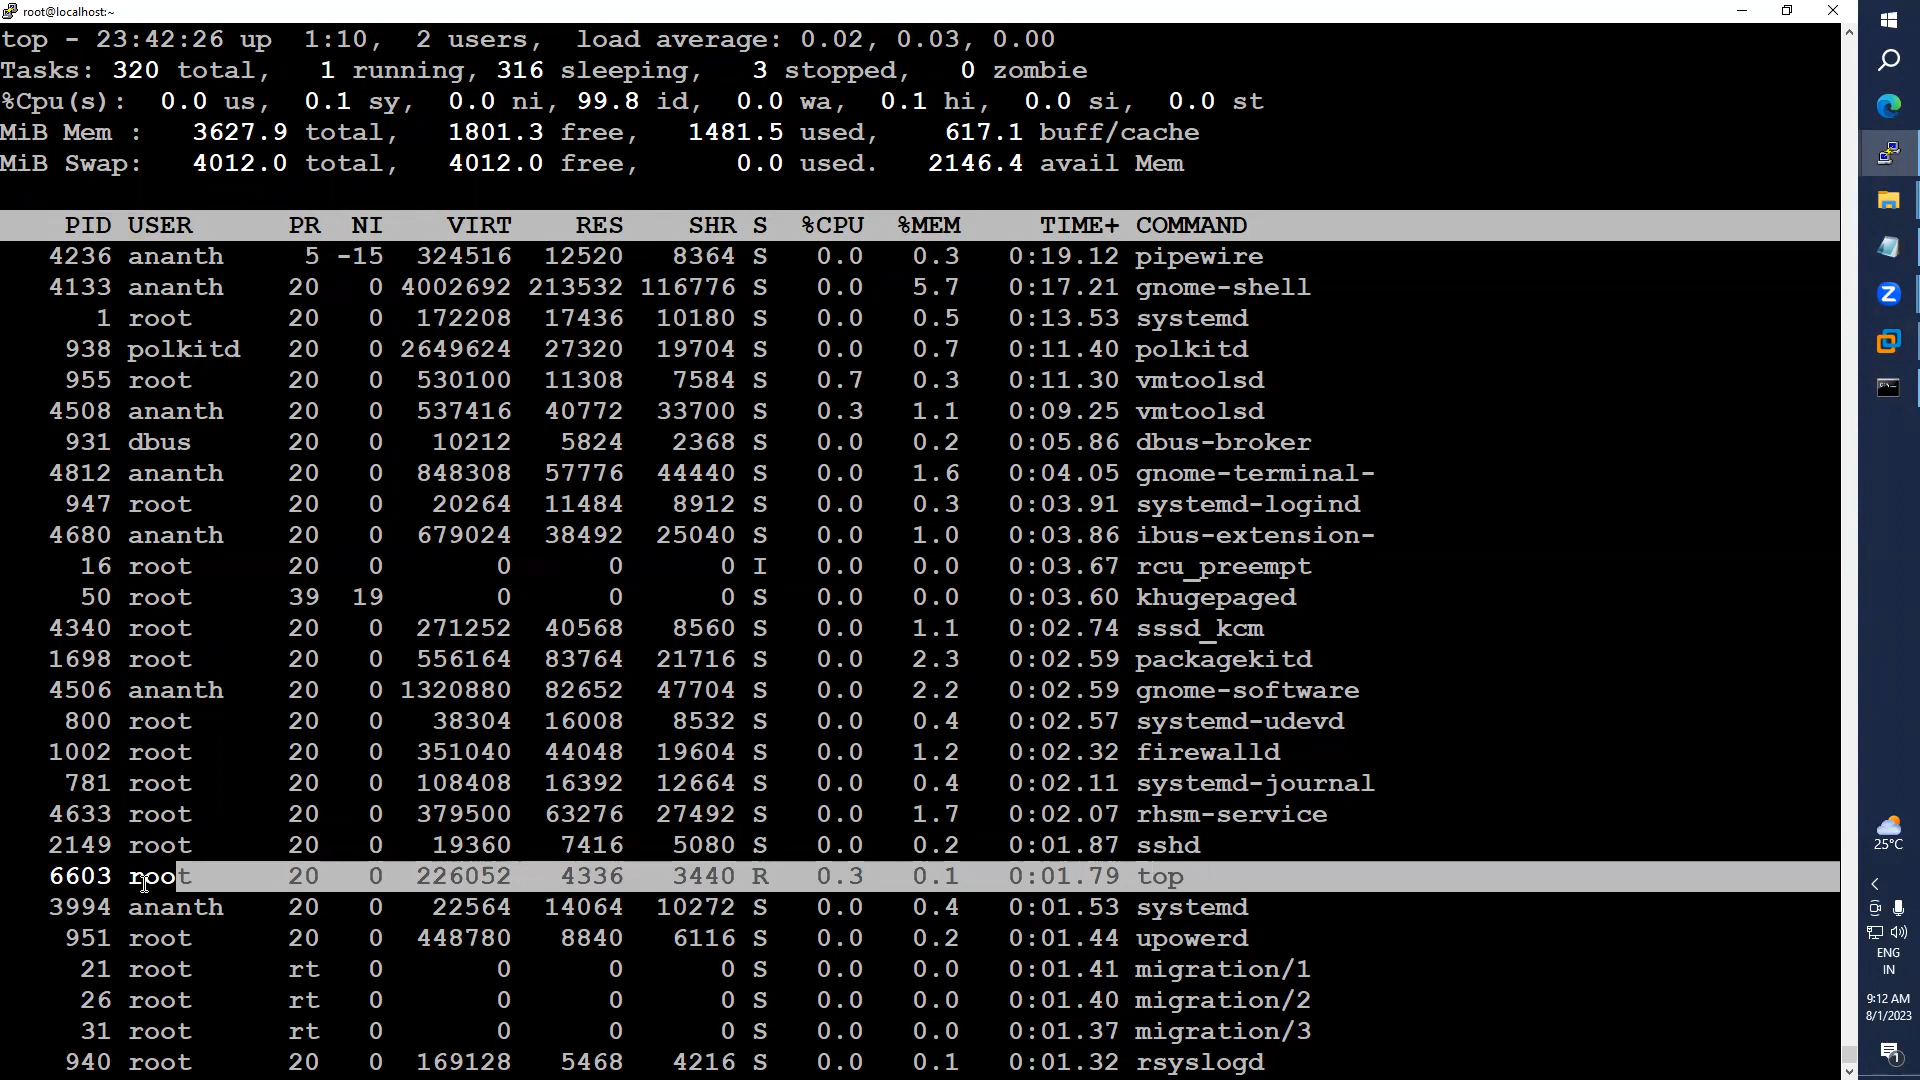 root@localhost:~
top - 23:42:26 up  1:10,  2 users,  load average: 0.02, 0.03, 0.00
Tasks: 320 total,   1 running, 316 sleeping,   3 stopped,   0 zombie
%Cpu(s):  0.0 us,  0.1 sy,  0.0 ni, 99.8 id,  0.0 wa,  0.1 hi,  0.0 si,  0.0 st
MiB Mem :   3627.9 total,   1801.3 free,   1481.5 used,    617.1 buff/cache
MiB Swap:   4012.0 total,   4012.0 free,      0.0 used.   2146.4 avail Mem
PID USER      PR  NI    VIRT    RES    SHR S  %CPU  %MEM     TIME+ COMMAND
4236 ananth     5 -15  324516  12520   8364 S   0.0   0.3   0:19.12 pipewire
4133 ananth    20   0 4002692 213532 116776 S   0.0   5.7   0:17.21 gnome-shell
1 root      20   0  172208  17436  10180 S   0.0   0.5   0:13.53 systemd
938 polkitd   20   0 2649624  27320  19704 S   0.0   0.7   0:11.40 polkitd
955 root      20   0  530100  11308   7584 S   0.7   0.3   0:11.30 vmtoolsd
4508 ananth    20   0  537416  40772  33700 S   0.3   1.1   0:09.25 vmtoolsd
931 dbus      20   0   10212   5824   2368 S   0.0   0.2   0:05.86 dbus-broker
4812 ananth    20   0  848308  57776  44440 S   0.0   1.6   0:04.05 gnome-terminal-
947 root      20   0   20264  11484   8912 S   0.0   0.3   0:03.91 systemd-logind
4680 ananth    20   0  679024  38492  25040 S   0.0   1.0   0:03.86 ibus-extension-
16 root      20   0       0      0      0 I   0.0   0.0   0:03.67 rcu_preempt
50 root      39  19       0      0      0 S   0.0   0.0   0:03.60 khugepaged
4340 root      20   0  271252  40568   8560 S   0.0   1.1   0:02.74 sssd_kcm
1698 root      20   0  556164  83764  21716 S   0.0   2.3   0:02.59 packagekitd
4506 ananth    20   0 1320880  82652  47704 S   0.0   2.2   0:02.59 gnome-software
800 root      20   0   38304  16008   8532 S   0.0   0.4   0:02.57 systemd-udevd
1002 root      20   0  351040  44048  19604 S   0.0   1.2   0:02.32 firewalld
781 root      20   0  108408  16392  12664 S   0.0   0.4   0:02.11 systemd-journal
4633 root      20   0  379500  63276  27492 S   0.0   1.7   0:02.07 rhsm-service
2149 root      20   0   19360   7416   5080 S   0.0   0.2   0:01.87 sshd
6603 root      20   0  226052   4336   3440 R   0.3   0.1   0:01.79 top
3994 ananth    20   0   22564  14064  10272 S   0.0   0.4   0:01.53 systemd
951 root      20   0  448780   8840   6116 S   0.0   0.2   0:01.44 upowerd
21 root      rt   0       0      0      0 S   0.0   0.0   0:01.41 migration/1
26 root      rt   0       0      0      0 S   0.0   0.0   0:01.40 migration/2
31 root      rt   0       0      0      0 S   0.0   0.0   0:01.37 migration/3
940 root      20   0  169128   5468   4216 S   0.0   0.1   0:01.32 rsyslogd
25°C
ENG
IN
9:12 AM
8/1/2023
1